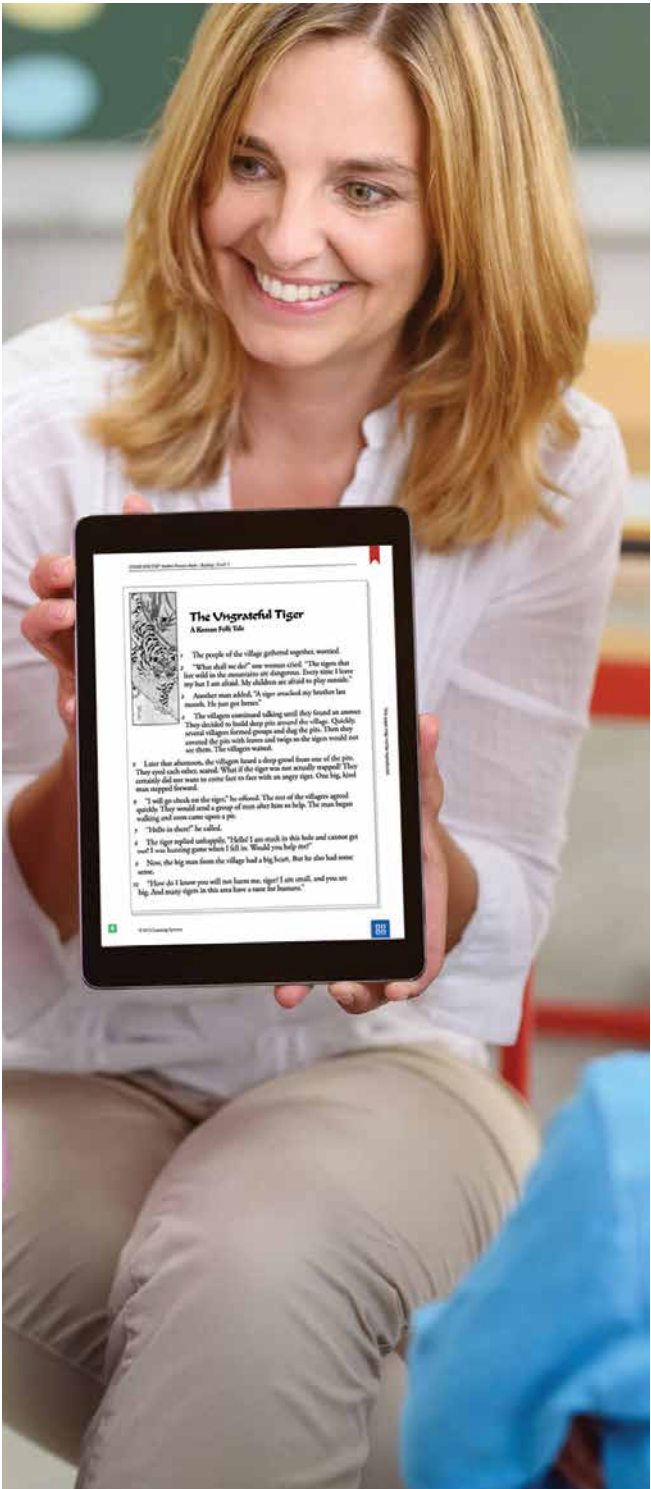 The Ungrateful Tiger
A Korean Folk Tale
1 The people of the village gathered together, worried.
2 "What shall we do?" one woman cried. "The tigers that
live wild in the mountains are dangerous. Every time I leave
my hut I am afraid. My children are afraid to play outside."
3 Another man added, "A tiger attacked my brother last
month. He just got better."
4 The villagers continued talking until they found an answer.
They decided to build deep pits around the village. Quickly,
several villagers formed groups and dug the pits. Then they
covered the pits with leaves and twigs so the tigers would not
see them. The villagers waited.
5 Later that afternoon, the villagers heard a deep growl from one of the pits.
They eyed each other, scared. What if the tiger was not actually trapped? They
certainly did not want to come face to face with an angry tiger. One big, kind
man stepped forward.
6 "I will go check on the tiger," he offered. The rest of the villagers agreed
quickly. They would send a group of men after him to help. The man began
walking and soon came upon a pit.
7 "Hello in there!" he called.
8 The tiger replied unhappily, "Hello! I am stuck in this hole and cannot get
out! I was hunting game when I fell in. Would you help me?"
9 Now, the big man from the village had a big heart. But he also had some
sense.
10 "How do I know you will not harm me, tiger? I am small, and you are
big. And many tigers in this area have a taste for humans."